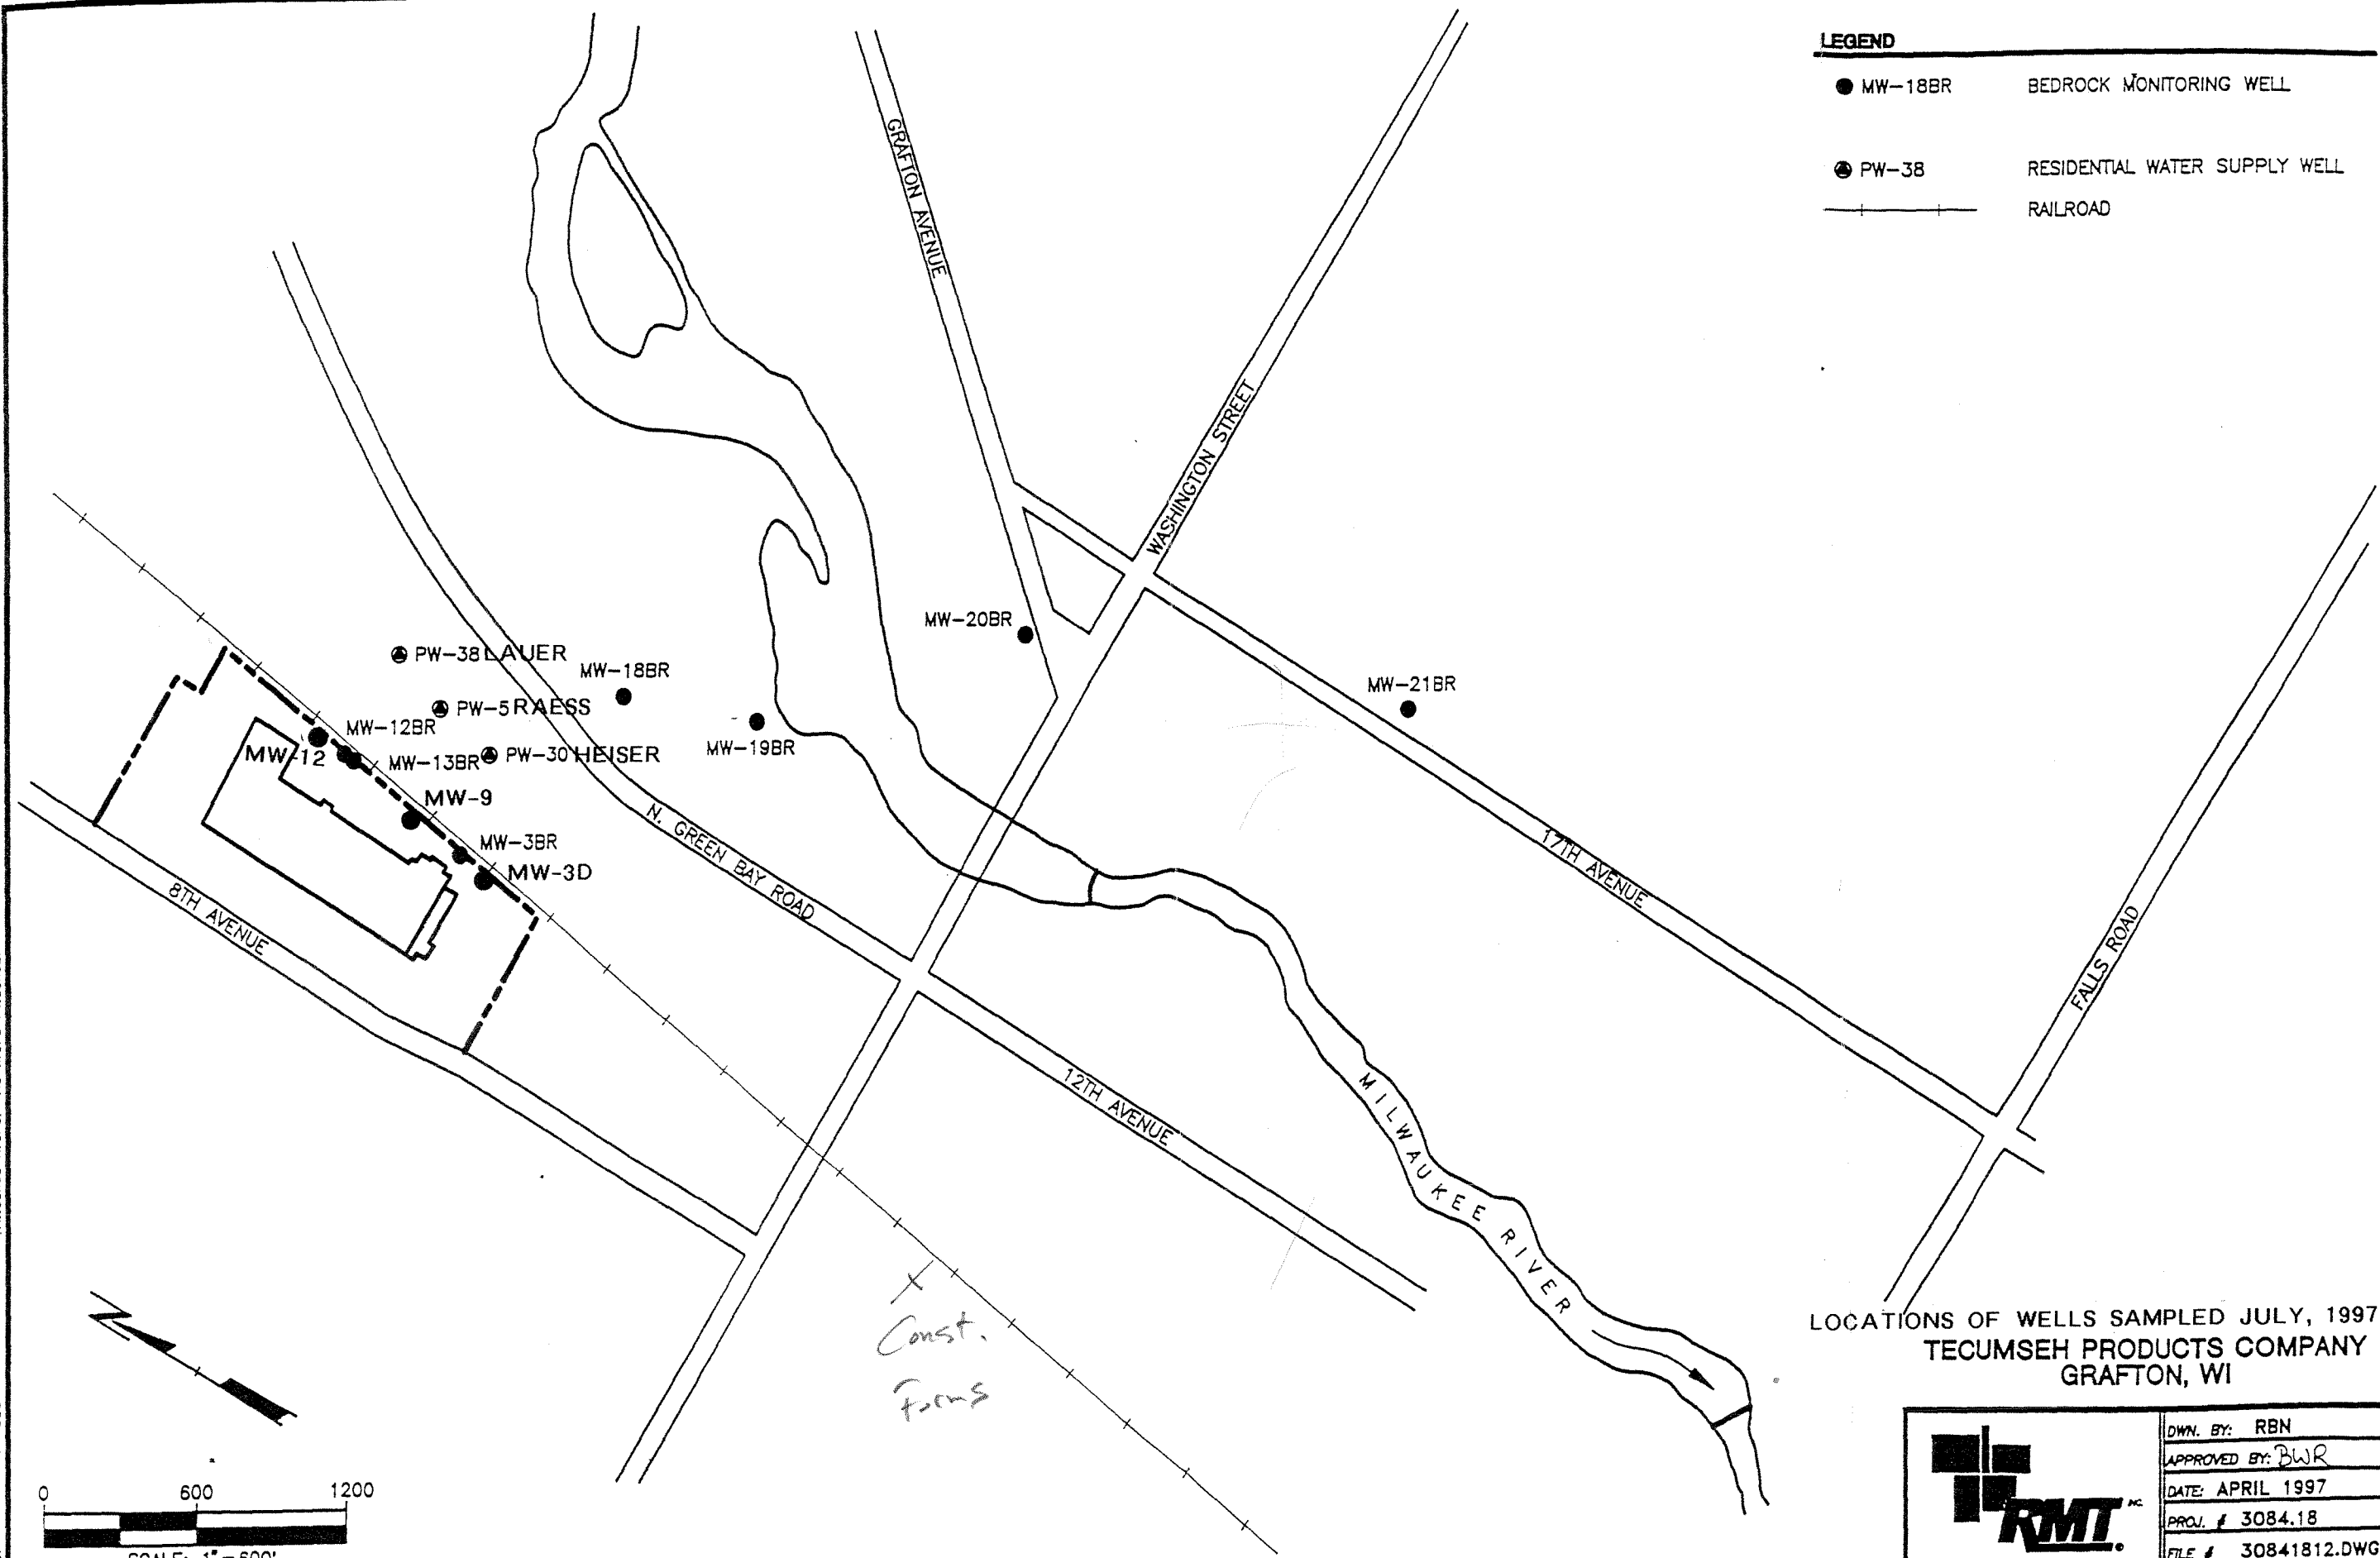 LEGEND
MW-18BR BEDROCK MONITORING WELL
PW-38 RESIDENTIAL WATER SUPPLY WELL
RAILROAD
GRAFTON AVENUE
WASHINGTON STREET
MW-20BR
PW-38 LAUER
MW-18BR
MW-21BR
PW-5 RAESS
MW-12BR
MW-19BR
MW-12
MW-13BR
PW-30 HEISER
MW-9
N. GREEN BAY ROAD
MW-3BR
MW-3D
17TH AVENUE
8TH AVENUE
FALLS ROAD
12TH AVENUE
MILWAUKEE RIVER
X
Const.
Forms
N
0 600 1200
SCALE: 1"=600'
LOCATIONS OF WELLS SAMPLED JULY, 1997
TECUMSEH PRODUCTS COMPANY
GRAFTON, WI
RMT INC.
DWN. BY: RBN
APPROVED BY: BWR
DATE: APRIL 1997
PROJ. # 3084.18
FILE # 30841812.DWG